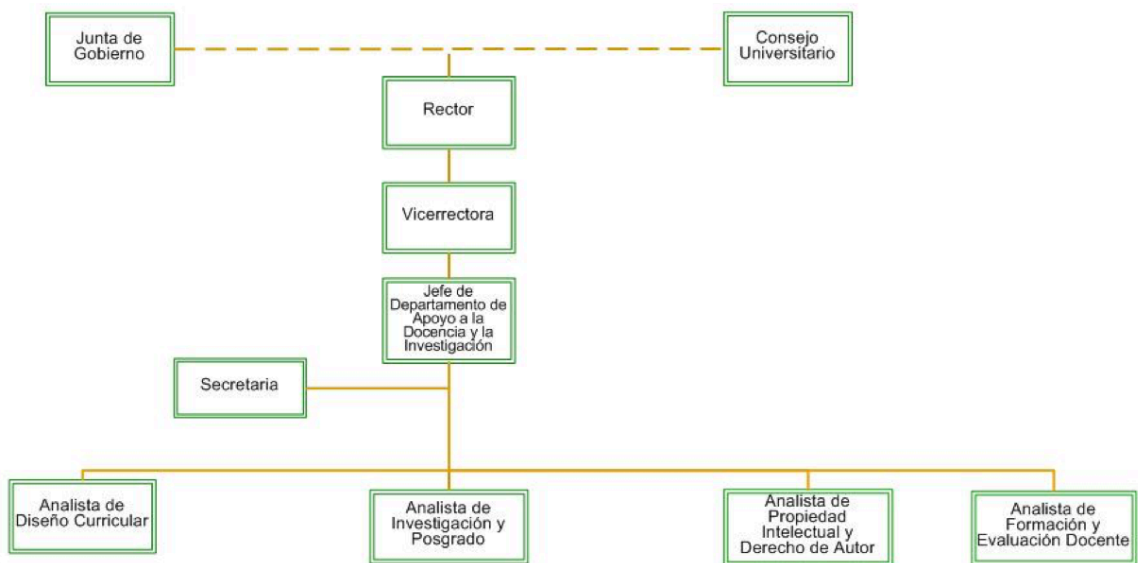 Junta de
Gobierno
Consejo
Universitario
Rector
Vicerrectora
Jefe de
Departamento de
Apoyo a la
Docencia y la
Investigación
Secretaria
Analista de
Diseño Curricular
Analista de
Investigación y
Posgrado
Analista de
Propiedad
Intelectual y
Derecho de Autor
Analista de
Formación y
Evaluación Docente